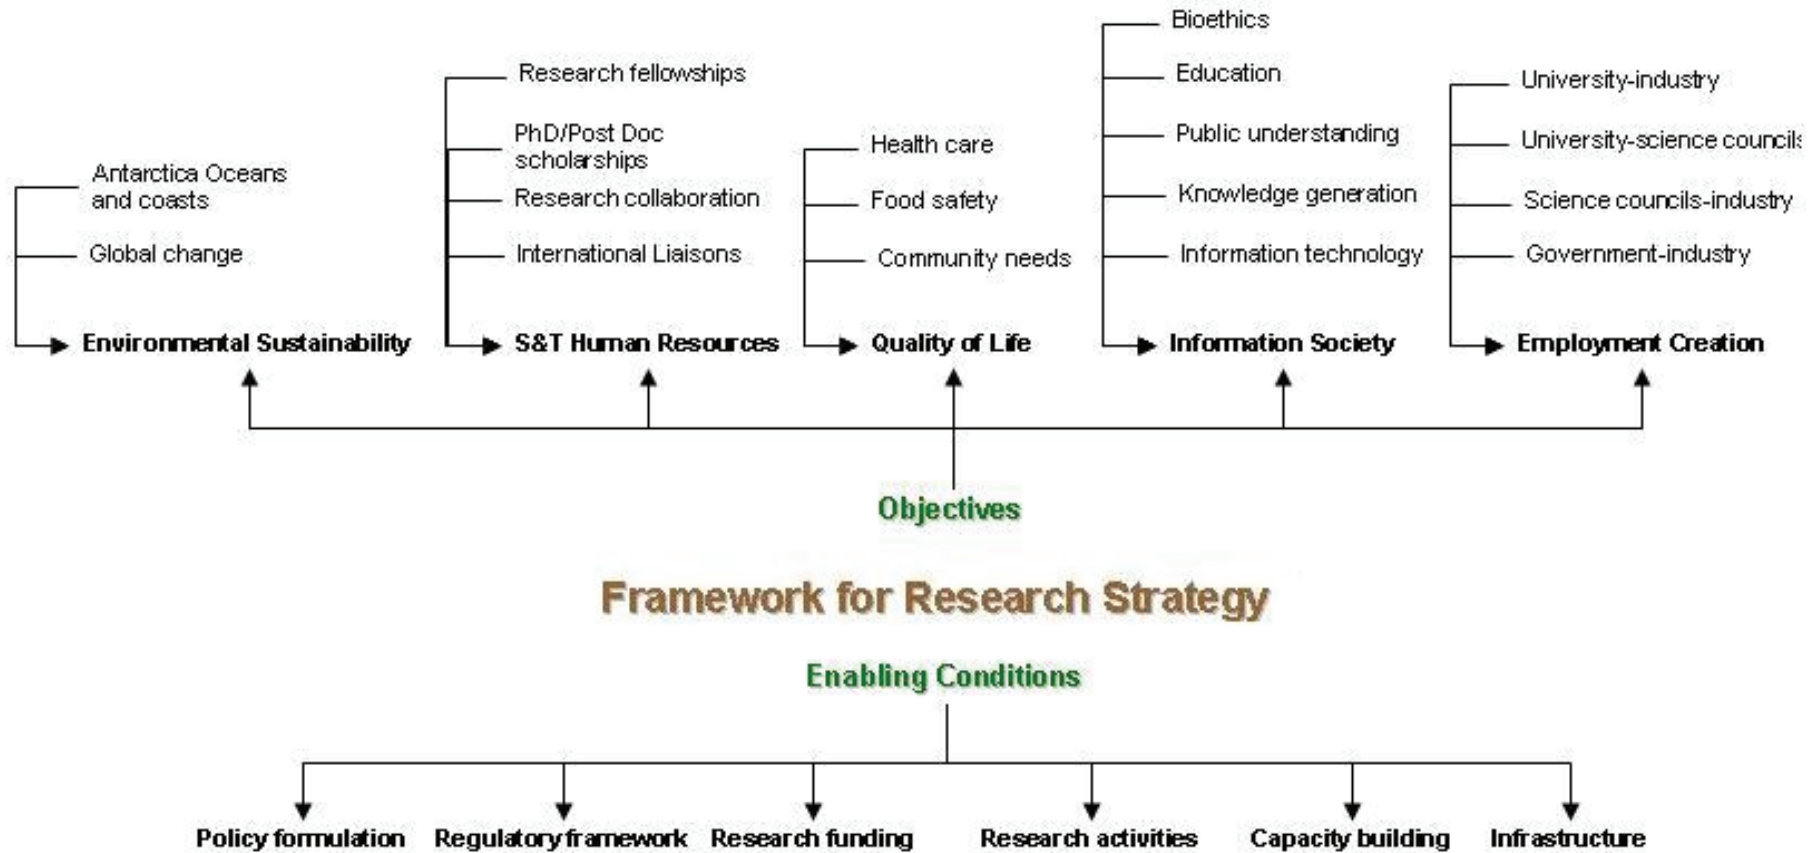 Antarctica Oceans
and coasts
Global change
Environmental Sustainability
Research fellowships
PhD/Post Doc
scholarships
Research collaboration
International Liaisons
S&T Human Resources
Health care
Food safety
Community needs
Quality of Life
Bioethics
Education
Public understanding
Knowledge generation
Information technology
Information Society
University-industry
University-science councils
Science councils-industry
Government-industry
Employment Creation
Objectives
Framework for Research Strategy
Enabling Conditions
Policy formulation
Regulatory framework
Research funding
Research activities
Capacity building
Infrastructure